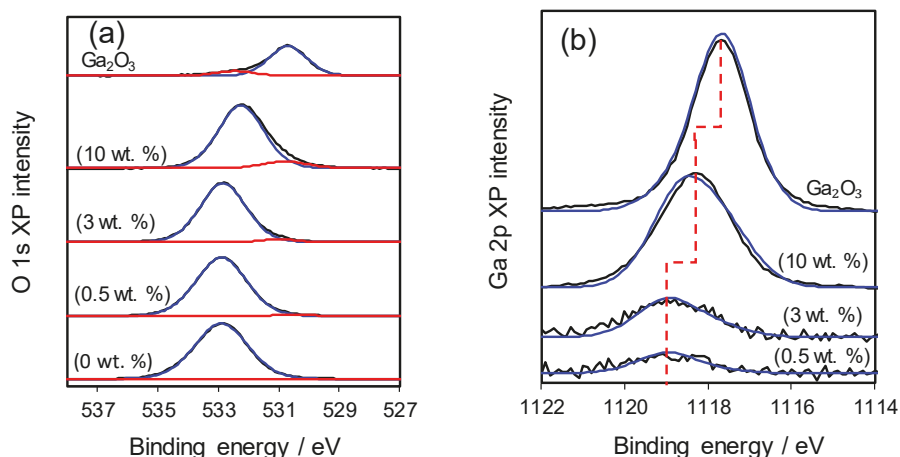 (a)
Ga₂O₃
(10 wt. %)
(3 wt. %)
(0.5 wt. %)
(0 wt. %)
O 1s XP intensity
537 535 533 531 529 527
Binding energy / eV
(b)
Ga₂O₃
(10 wt. %)
(3 wt. %)
(0.5 wt. %)
Ga 2p XP intensity
1122 1120 1118 1116 1114
Binding energy / eV